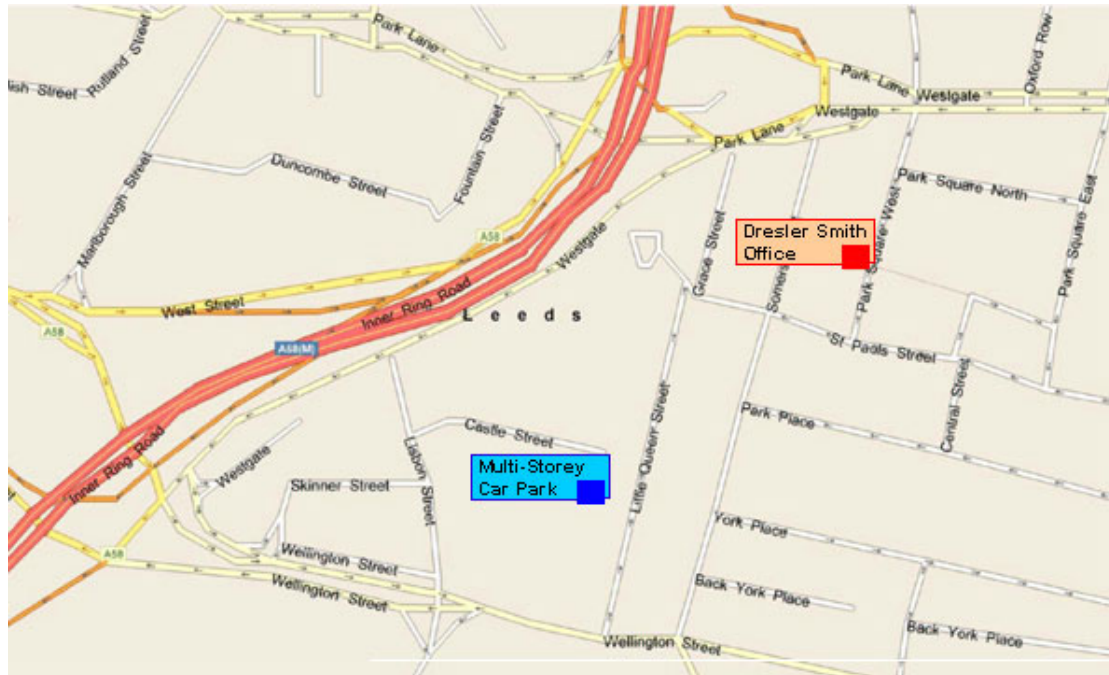 Rutland Street
Park Lane
Oxford Row
Park Lane
Westgate
Westgate
Park Lane
Fountain Street
Duncombe Street
Marlborough Street
Park Square North
Park Square West
Park Square East
Dresler Smith
Office
Grace Street
A58
Westgate
West Street
Inner Ring Road
Leeds
A58
A58(M)
St Pauls Street
Little Queen Street
Central Street
Park Place
Castle Street
Lisbon Street
Westgate
Inner Ring Road
Multi-Storey
Car Park
Skinner Street
York Place
A58
Wellington Street
Wellington Street
Back York Place
Back York Place
Wellington Street